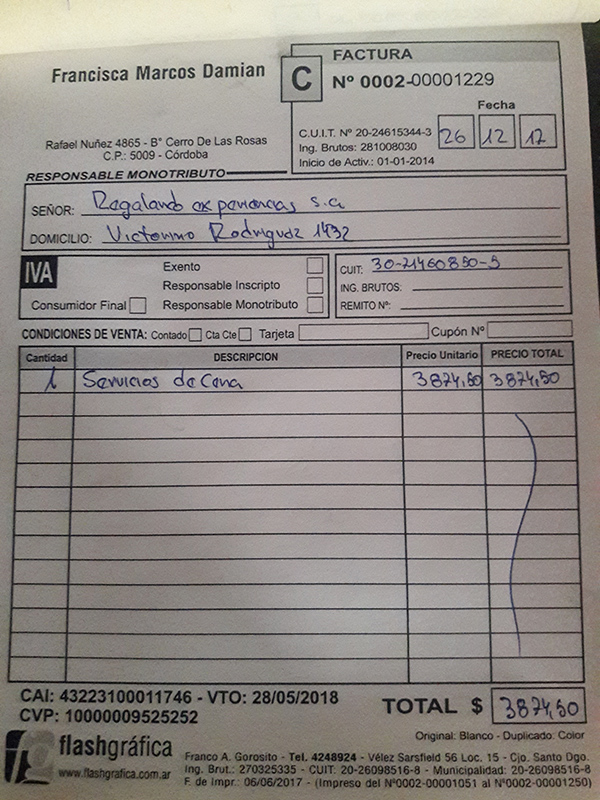 Francisca Marcos Damian
C
FACTURA
Nº 0002-00001229
Fecha
26 12 17
C.U.I.T. Nº 20-24615344-3
Ing. Brutos: 281008030
Inicio de Activ.: 01-01-2014
Rafael Nuñez 4865 - B° Cerro De Las Rosas
C.P.: 5009 - Córdoba
RESPONSABLE MONOTRIBUTO
SEÑOR: Regalando experiencias s.a
DOMICILIO: Victorino Rodriguez 1432
IVA
Exento
Responsable Inscripto
Consumidor Final
Responsable Monotributo
CUIT: 30-71460850-5
ING. BRUTOS:
REMITO Nº:
CONDICIONES DE VENTA: Contado Cta Cte Tarjeta Cupón Nº
Cantidad DESCRIPCION Precio Unitario PRECIO TOTAL
1 Servicios de Cena 3874,50 3874,50
CAI: 43223100011746 - VTO: 28/05/2018
CVP: 10000009525252
TOTAL $ 3874,50
Original: Blanco - Duplicado: Color
flashgráfica
www.flashgrafica.com.ar
Franco A. Gorosito - Tel. 4248924 - Vélez Sarsfield 56 Loc. 15 - Cjo. Santo Dgo.
Ing. Brut.: 270325335 - CUIT: 20-26098516-8 - Municipalidad: 20-26098516-8
F. de Impr.: 06/06/2017 - (Impreso del Nº0002-00001051 al Nº0002-00001250)